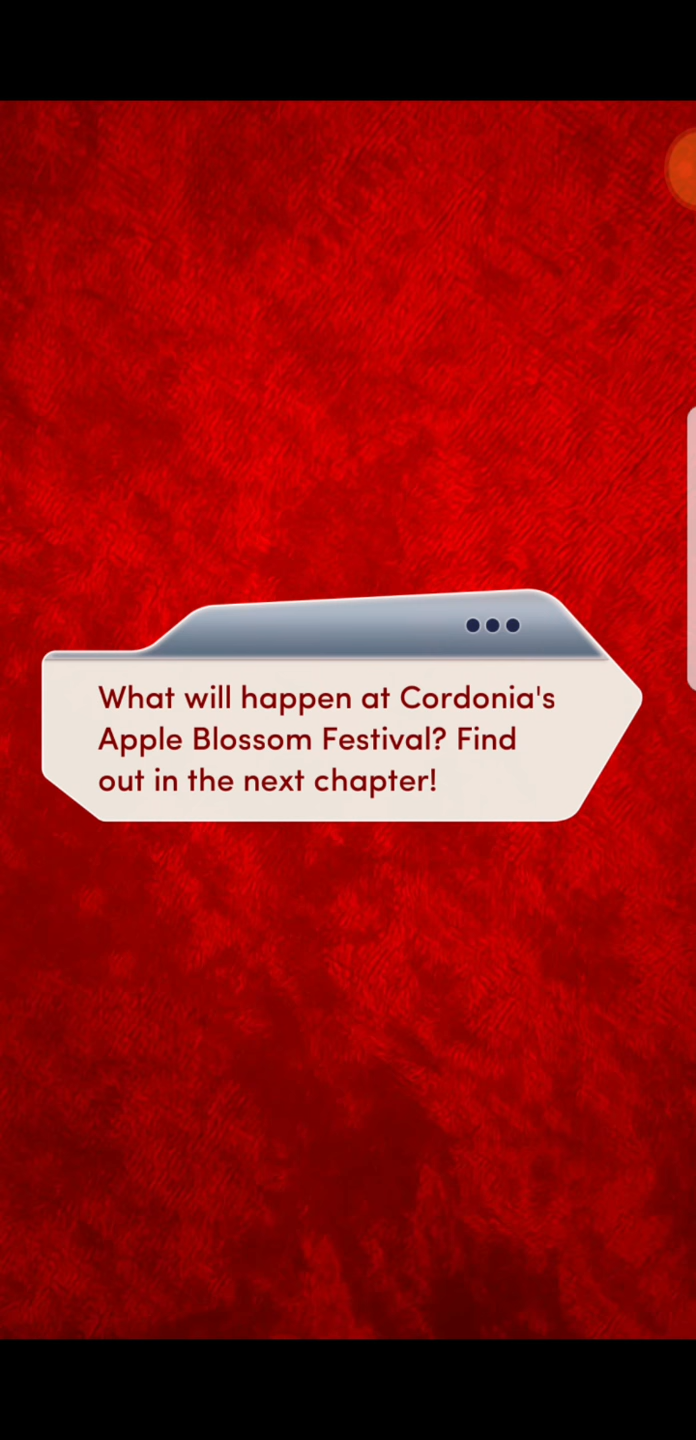 What will happen at Cordonia's
Apple Blossom Festival? Find
out in the next chapter!